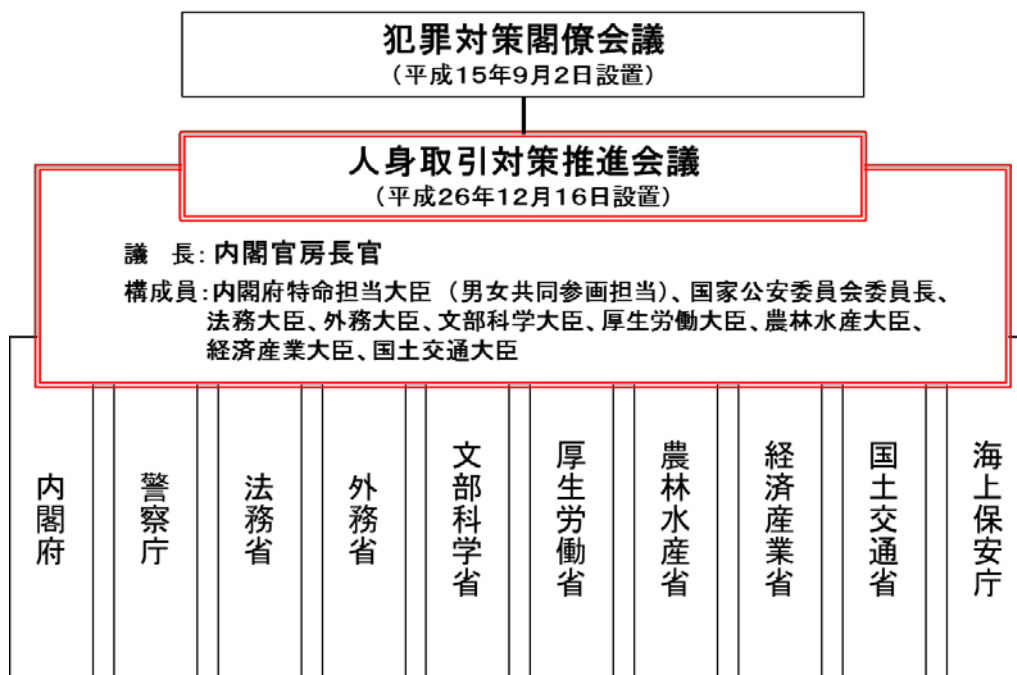 犯罪対策閣僚会議
（平成15年9月2日設置）
人身取引対策推進会議
（平成26年12月16日設置）
議　長：内閣官房長官
構成員：内閣府特命担当大臣（男女共同参画担当）、国家公安委員会委員長、
法務大臣、外務大臣、文部科学大臣、厚生労働大臣、農林水産大臣、
経済産業大臣、国土交通大臣
内閣府
警察庁
法務省
外務省
文部科学省
厚生労働省
農林水産省
経済産業省
国土交通省
海上保安庁